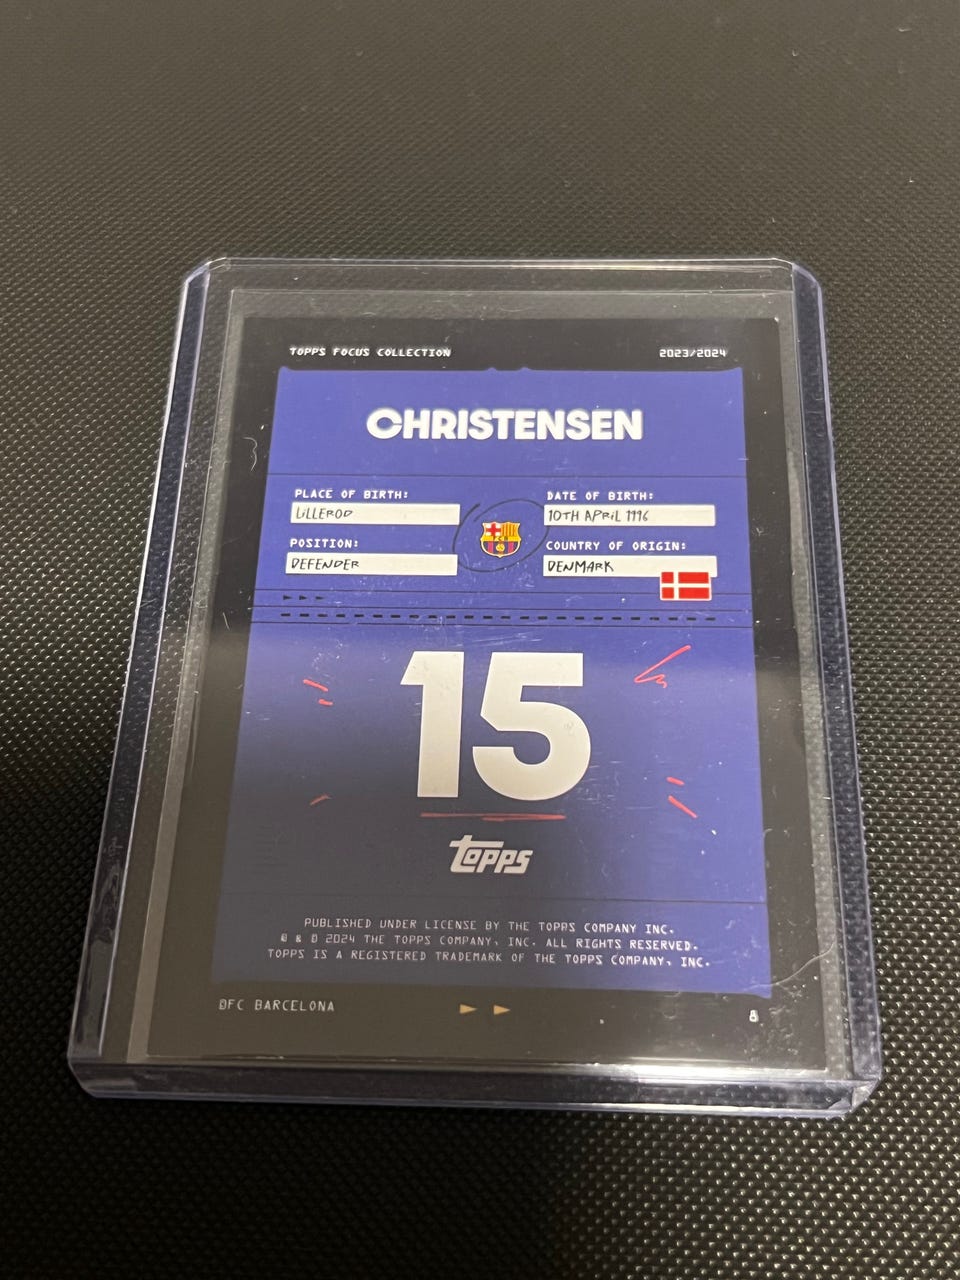 TOPPS FOCUS COLLECTION 2023/2024
CHRISTENSEN
PLACE OF BIRTH: DATE OF BIRTH:
LILLEROD 10TH APRIL 1996
POSITION: COUNTRY OF ORIGIN:
DEFENDER DENMARK
FCB
15
topps
PUBLISHED UNDER LICENSE BY THE TOPPS COMPANY INC.
® & © 2024 THE TOPPS COMPANY, INC. ALL RIGHTS RESERVED.
TOPPS IS A REGISTERED TRADEMARK OF THE TOPPS COMPANY, INC.
©FC BARCELONA 8